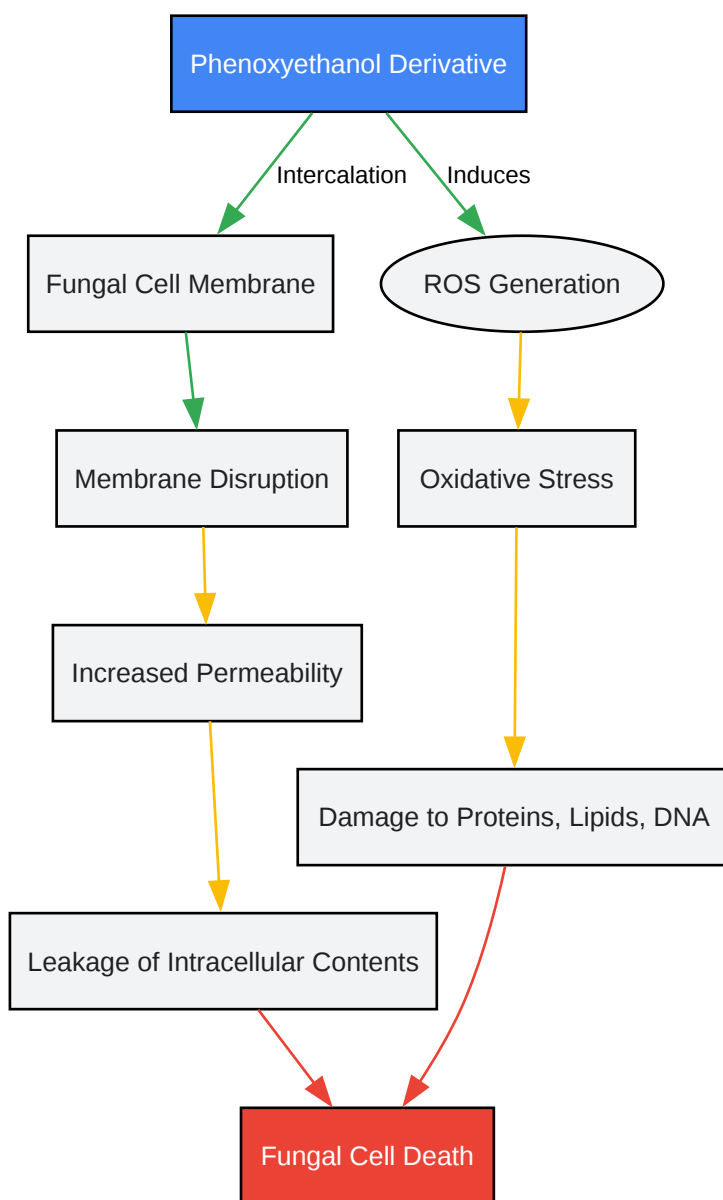 Phenoxyethanol Derivative
Intercalation
Induces
Fungal Cell Membrane
ROS Generation
Membrane Disruption
Oxidative Stress
Increased Permeability
Damage to Proteins, Lipids, DNA
Leakage of Intracellular Contents
Fungal Cell Death